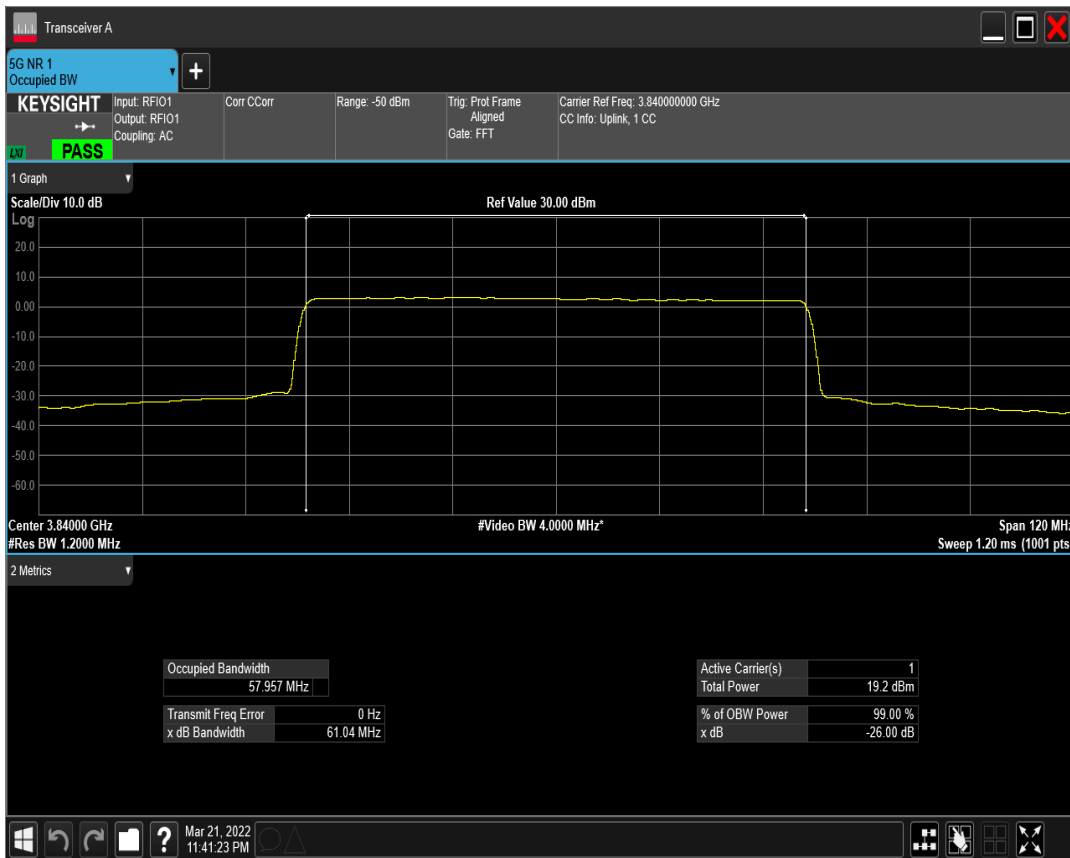 Transceiver A
5G NR 1
Occupied BW
+
KEYSIGHT
LXI
PASS
Input: RFIO1
Output: RFIO1
Coupling: AC
Corr CCorr
Range: -50 dBm
Trig: Prot Frame
Aligned
Gate: FFT
Carrier Ref Freq: 3.840000000 GHz
CC Info: Uplink, 1 CC
1 Graph
Scale/Div 10.0 dB
Ref Value 30.00 dBm
Log
20.0
10.0
0.00
-10.0
-20.0
-30.0
-40.0
-50.0
-60.0
Center 3.84000 GHz
#Video BW 4.0000 MHz*
Span 120 MHz
#Res BW 1.2000 MHz
Sweep 1.20 ms (1001 pts
2 Metrics
Occupied Bandwidth
57.957 MHz
Transmit Freq Error 0 Hz
x dB Bandwidth 61.04 MHz
Active Carrier(s) 1
Total Power 19.2 dBm
% of OBW Power 99.00 %
x dB -26.00 dB
?
Mar 21, 2022
11:41:23 PM